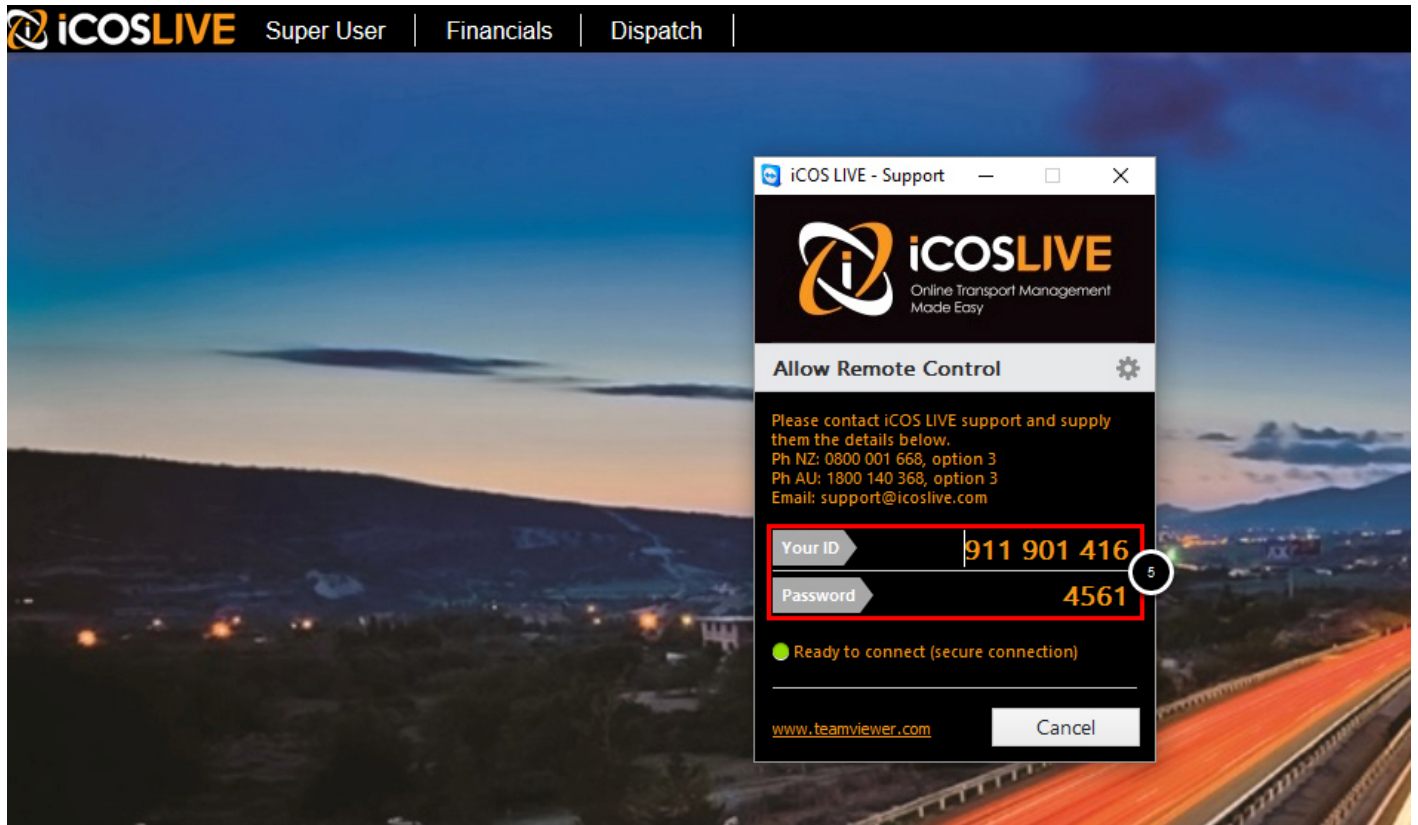 iCOSLIVE Super User Financials Dispatch
iCOS LIVE - Support
iCOSLIVE
Online Transport Management
Made Easy
Allow Remote Control
Please contact iCOS LIVE support and supply
them the details below.
Ph NZ: 0800 001 668, option 3
Ph AU: 1800 140 368, option 3
Email: support@icoslive.com
Your ID 911 901 416
5
Password 4561
Ready to connect (secure connection)
www.teamviewer.com Cancel